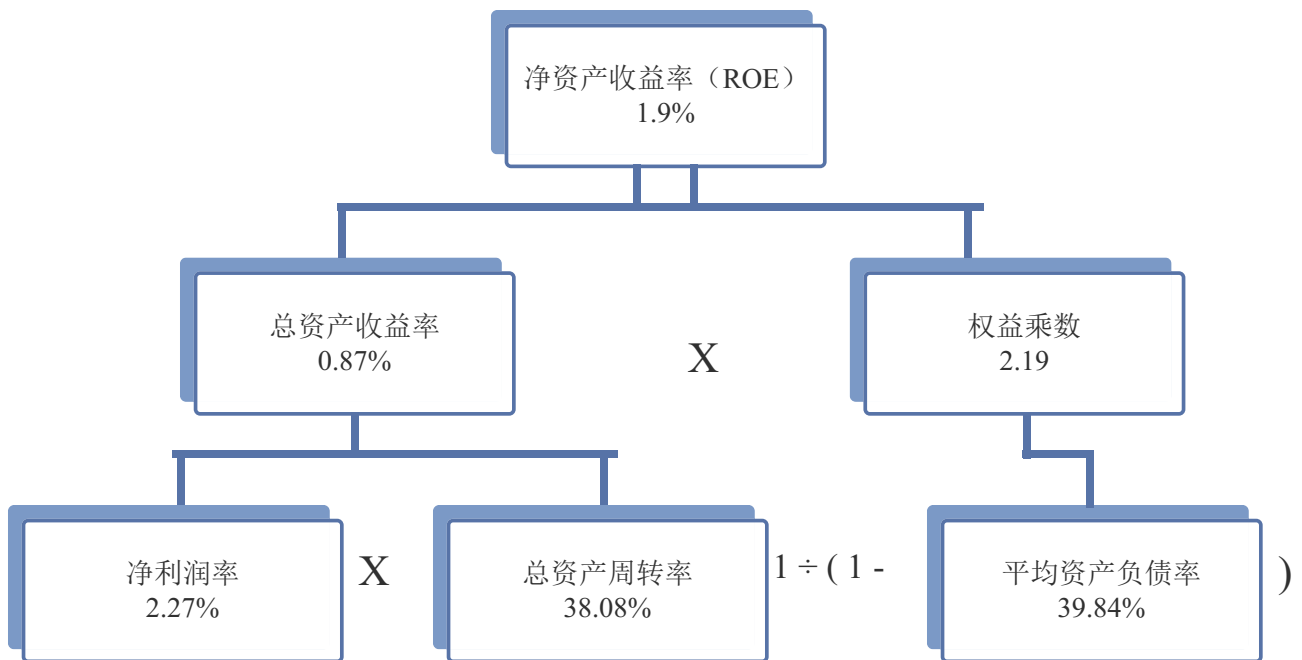 净资产收益率（ROE）
1.9%
总资产收益率
0.87%
X
权益乘数
2.19
净利润率
2.27%
X
总资产周转率
38.08%
1 ÷ ( 1 -
平均资产负债率
39.84%
)